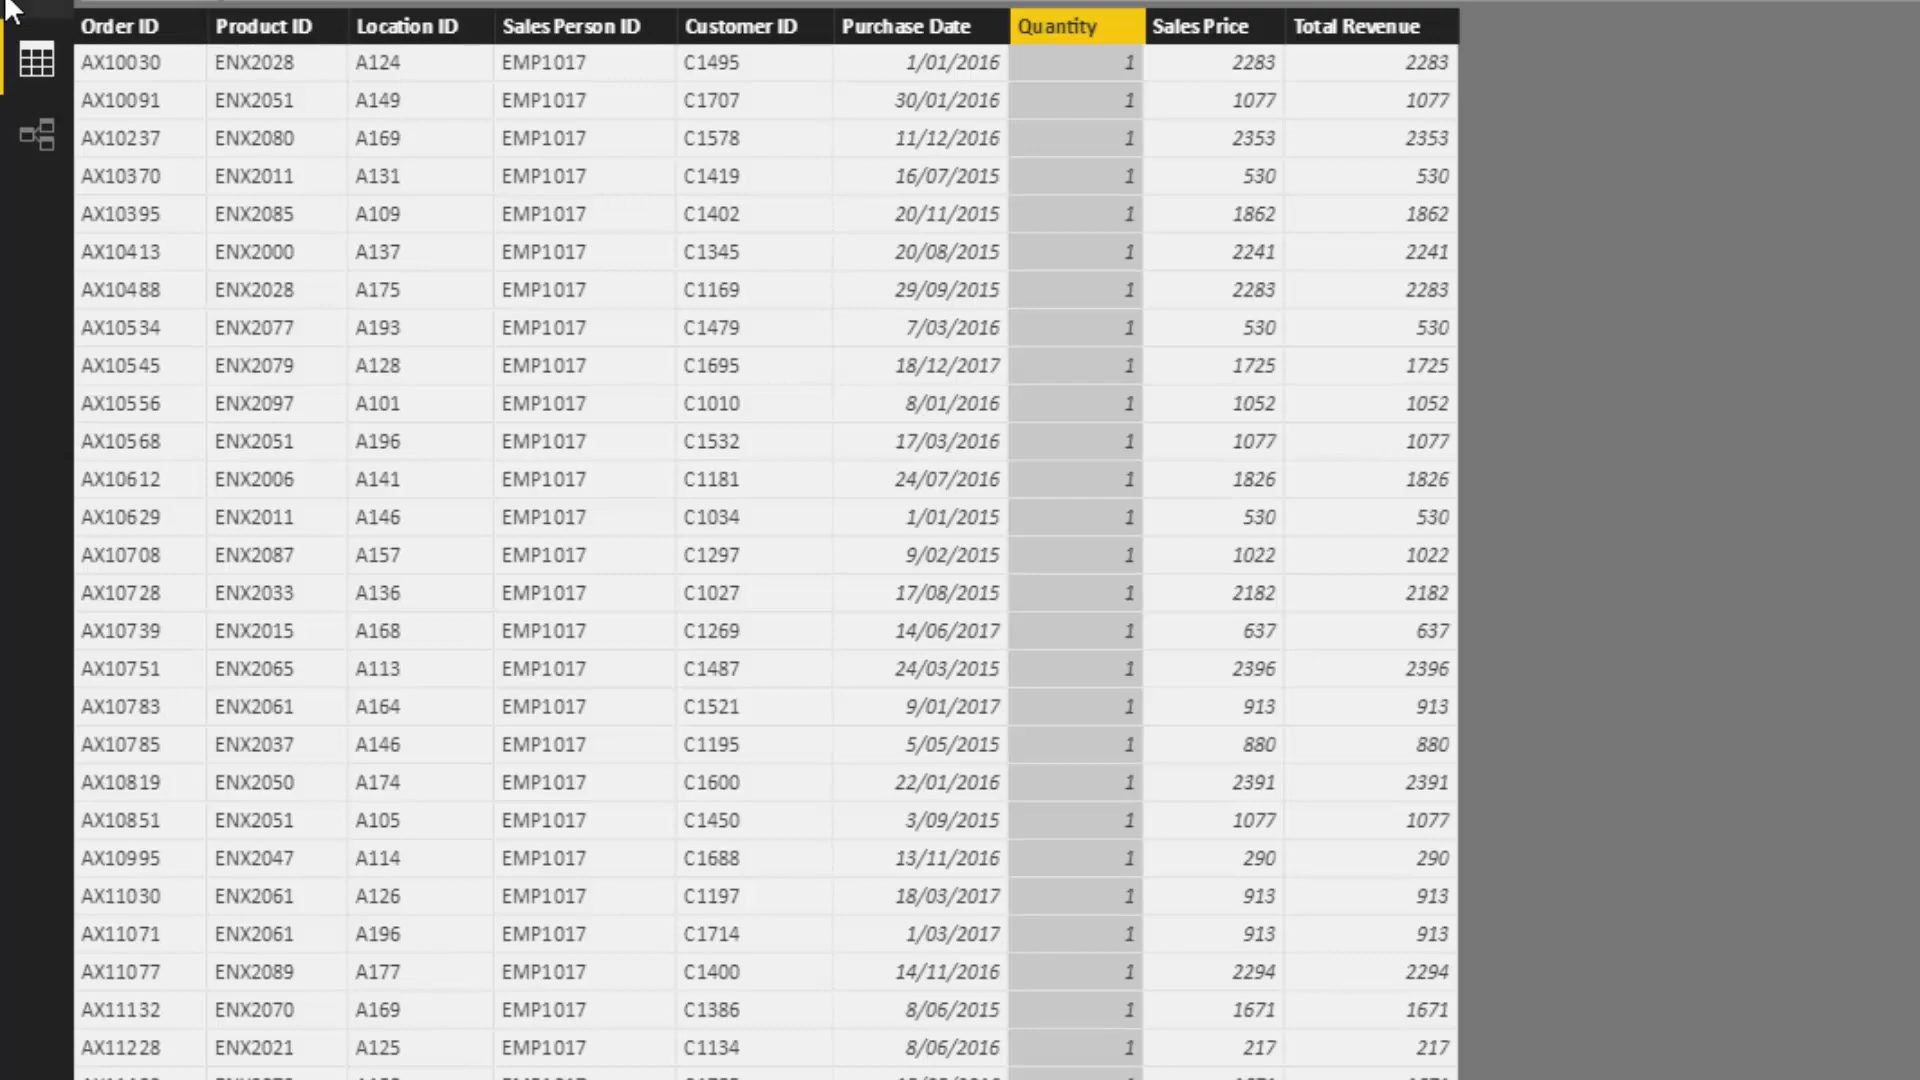 Order ID Product ID Location ID Sales Person ID Customer ID Purchase Date Quantity Sales Price Total Revenue
AX10030 ENX2028 A124 EMP1017 C1495 1/01/2016 1 2283 2283
AX10091 ENX2051 A149 EMP1017 C1707 30/01/2016 1 1077 1077
AX10237 ENX2080 A169 EMP1017 C1578 11/12/2016 1 2353 2353
AX10370 ENX2011 A131 EMP1017 C1419 16/07/2015 1 530 530
AX10395 ENX2085 A109 EMP1017 C1402 20/11/2015 1 1862 1862
AX10413 ENX2000 A137 EMP1017 C1345 20/08/2015 1 2241 2241
AX10488 ENX2028 A175 EMP1017 C1169 29/09/2015 1 2283 2283
AX10534 ENX2077 A193 EMP1017 C1479 7/03/2016 1 530 530
AX10545 ENX2079 A128 EMP1017 C1695 18/12/2017 1 1725 1725
AX10556 ENX2097 A101 EMP1017 C1010 8/01/2016 1 1052 1052
AX10568 ENX2051 A196 EMP1017 C1532 17/03/2016 1 1077 1077
AX10612 ENX2006 A141 EMP1017 C1181 24/07/2016 1 1826 1826
AX10629 ENX2011 A146 EMP1017 C1034 1/01/2015 1 530 530
AX10708 ENX2087 A157 EMP1017 C1297 9/02/2015 1 1022 1022
AX10728 ENX2033 A136 EMP1017 C1027 17/08/2015 1 2182 2182
AX10739 ENX2015 A168 EMP1017 C1269 14/06/2017 1 637 637
AX10751 ENX2065 A113 EMP1017 C1487 24/03/2015 1 2396 2396
AX10783 ENX2061 A164 EMP1017 C1521 9/01/2017 1 913 913
AX10785 ENX2037 A146 EMP1017 C1195 5/05/2015 1 880 880
AX10819 ENX2050 A174 EMP1017 C1600 22/01/2016 1 2391 2391
AX10851 ENX2051 A105 EMP1017 C1450 3/09/2015 1 1077 1077
AX10995 ENX2047 A114 EMP1017 C1688 13/11/2016 1 290 290
AX11030 ENX2061 A126 EMP1017 C1197 18/03/2017 1 913 913
AX11071 ENX2061 A196 EMP1017 C1714 1/03/2017 1 913 913
AX11077 ENX2089 A177 EMP1017 C1400 14/11/2016 1 2294 2294
AX11132 ENX2070 A169 EMP1017 C1386 8/06/2015 1 1671 1671
AX11228 ENX2021 A125 EMP1017 C1134 8/06/2016 1 217 217